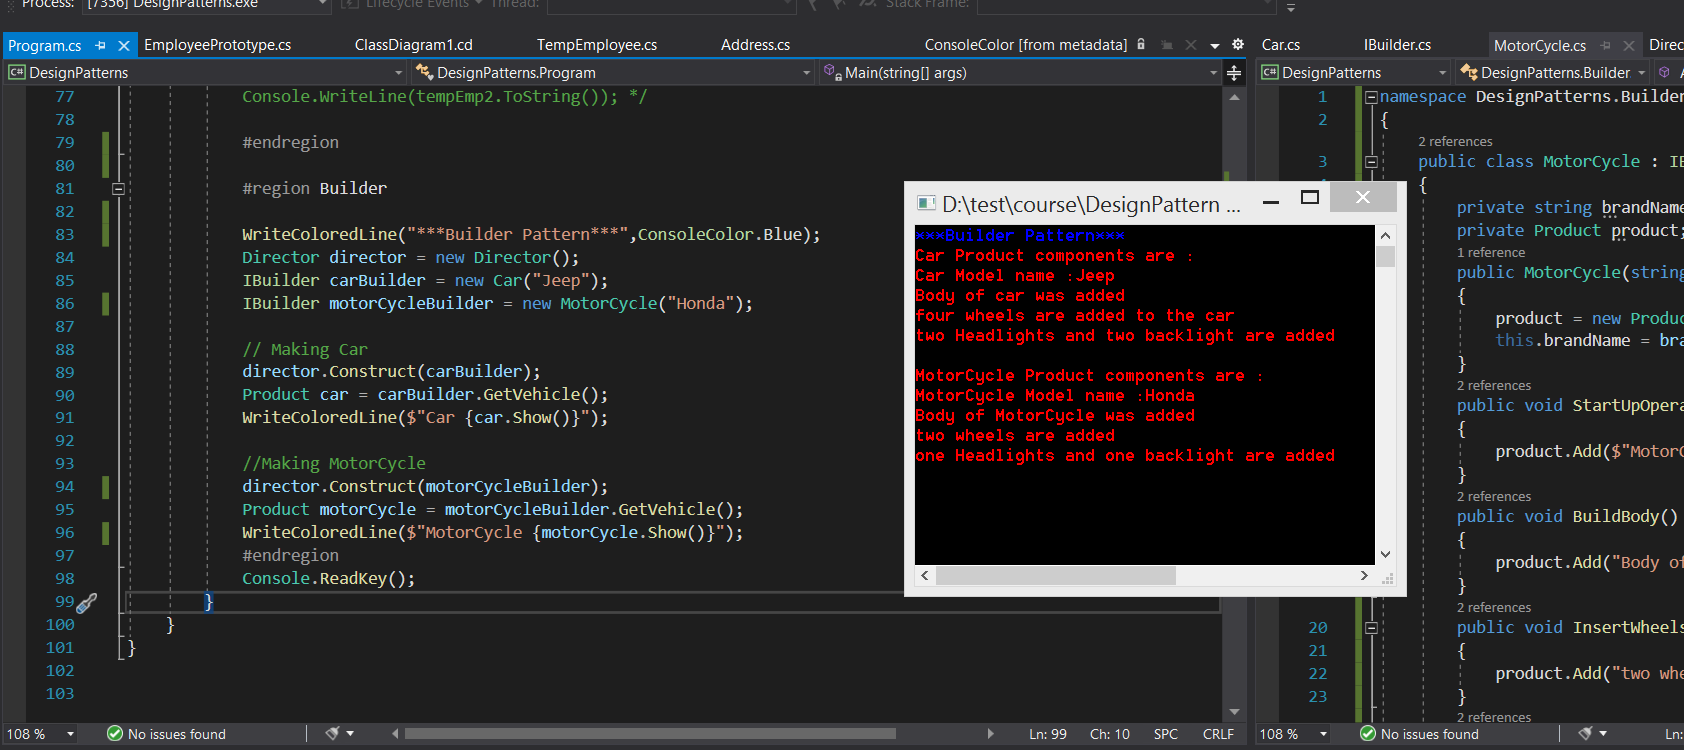 Process: [7356] DesignPatterns.exe Lifecycle Events Thread: Stack Frame:
Program.cs EmployeePrototype.cs ClassDiagram1.cd TempEmployee.cs Address.cs ConsoleColor [from metadata]
DesignPatterns DesignPatterns.Program Main(string[] args)
77 Console.WriteLine(tempEmp2.ToString()); */
78
79 #endregion
80
81 #region Builder
82
83 WriteColoredLine("***Builder Pattern***",ConsoleColor.Blue);
84 Director director = new Director();
85 IBuilder carBuilder = new Car("Jeep");
86 IBuilder motorCycleBuilder = new MotorCycle("Honda");
87
88 // Making Car
89 director.Construct(carBuilder);
90 Product car = carBuilder.GetVehicle();
91 WriteColoredLine($"Car {car.Show()}");
92
93 //Making MotorCycle
94 director.Construct(motorCycleBuilder);
95 Product motorCycle = motorCycleBuilder.GetVehicle();
96 WriteColoredLine($"MotorCycle {motorCycle.Show()}");
97 #endregion
98 Console.ReadKey();
99 }
100 }
101 }
102
103
108 % No issues found Ln: 99 Ch: 10 SPC CRLF
D:\test\course\DesignPattern ...
***Builder Pattern***
Car Product components are :
Car Model name :Jeep
Body of car was added
four wheels are added to the car
two Headlights and two backlight are added
MotorCycle Product components are :
MotorCycle Model name :Honda
Body of MotorCycle was added
two wheels are added
one Headlights and one backlight are added
Car.cs IBuilder.cs MotorCycle.cs Direc
DesignPatterns DesignPatterns.Builder
1 namespace DesignPatterns.Builder
2 {
2 references
3 public class MotorCycle : IB
{
private string brandName
private Product product;
1 reference
public MotorCycle(string
{
product = new Produc
this.brandName = bra
}
2 references
public void StartUpOpera
{
product.Add($"MotorC
}
2 references
public void BuildBody()
{
product.Add("Body of
}
2 references
20 public void InsertWheels
21 {
22 product.Add("two whe
23 }
2 references
108 % No issues found Ln: